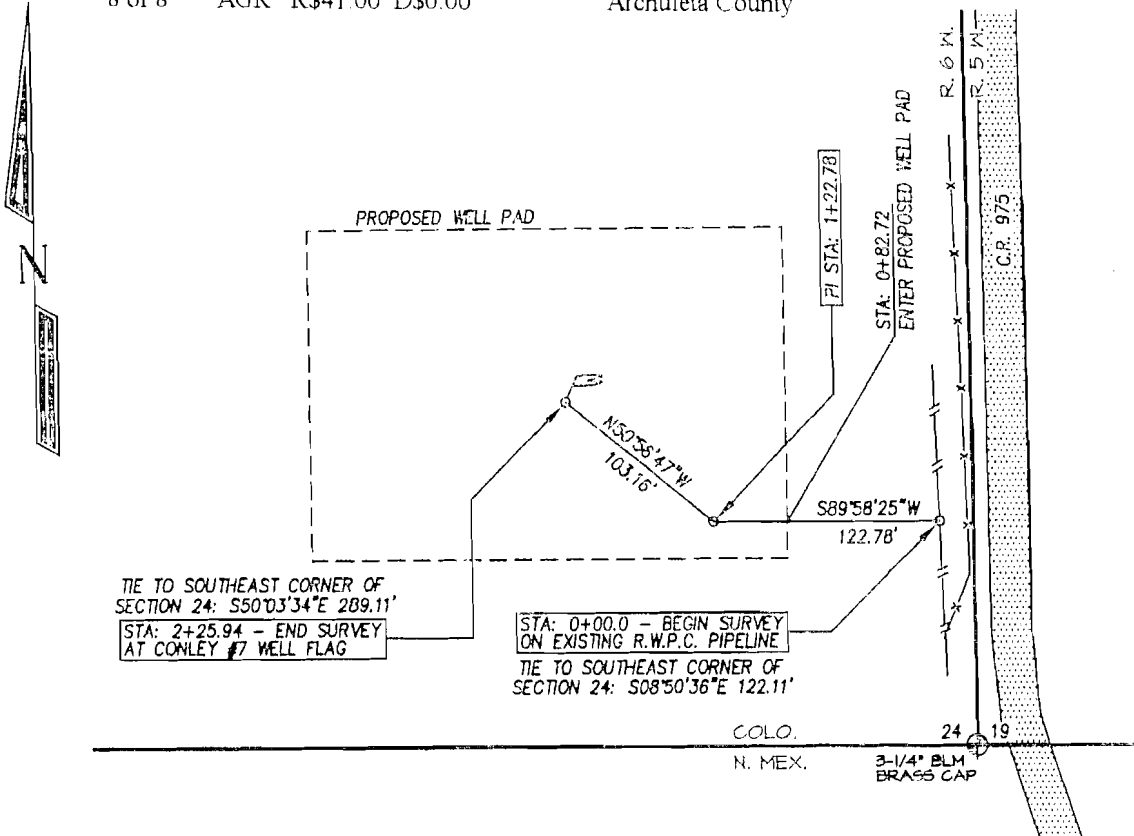 8 of 8 AGR R$41.00 D$0.00 Archuleta County
R. 6 W.
R. 5 W.
C.R. 975
N
PROPOSED WELL PAD
PI STA: 1+22.78
STA: 0+82.72
ENTER PROPOSED WELL PAD
N50°56'47"W
103.16'
S89°58'25"W
122.78'
TIE TO SOUTHEAST CORNER OF
SECTION 24: S50°03'34"E 289.11'
STA: 2+25.94 - END SURVEY
AT CONLEY #7 WELL FLAG
STA: 0+00.0 - BEGIN SURVEY
ON EXISTING R.W.P.C. PIPELINE
TIE TO SOUTHEAST CORNER OF
SECTION 24: S08°50'36"E 122.11'
COLO.
N. MEX.
24 19
3-1/4" BLM
BRASS CAP